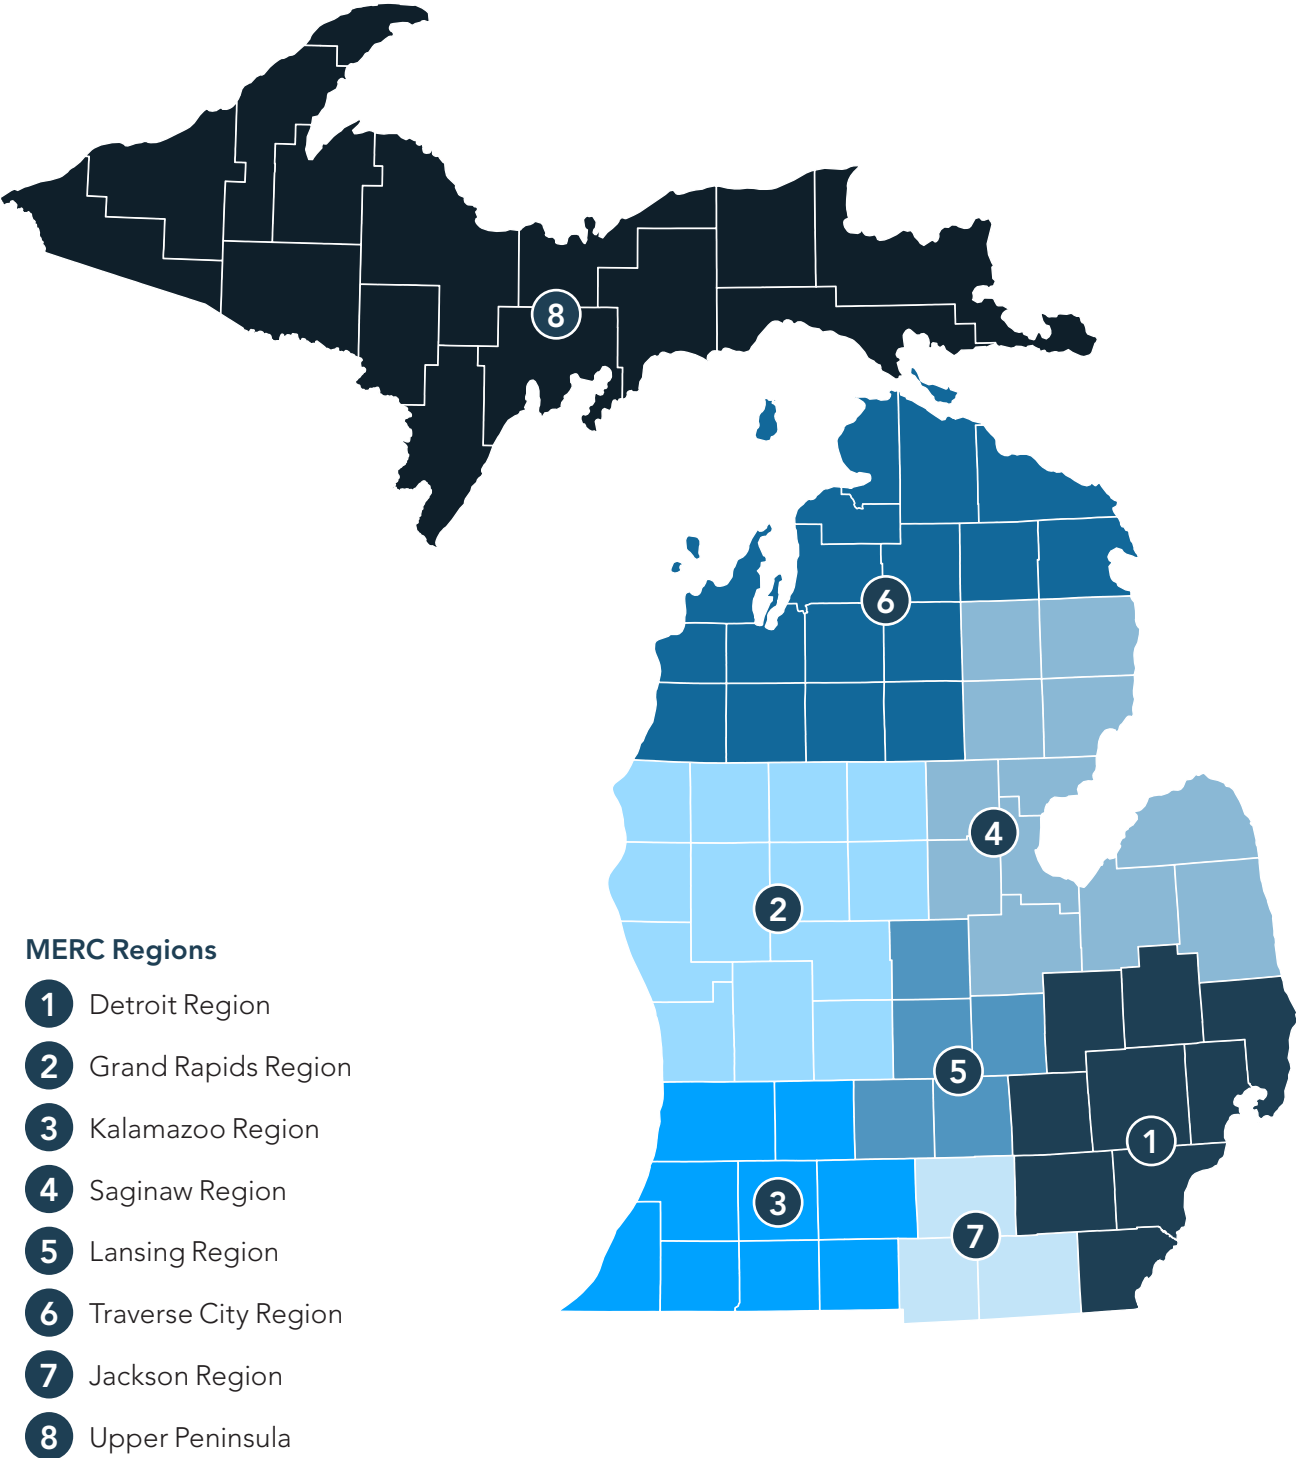 8
6
4
2
5
1
3
7
MERC Regions
1 Detroit Region
2 Grand Rapids Region
3 Kalamazoo Region
4 Saginaw Region
5 Lansing Region
6 Traverse City Region
7 Jackson Region
8 Upper Peninsula